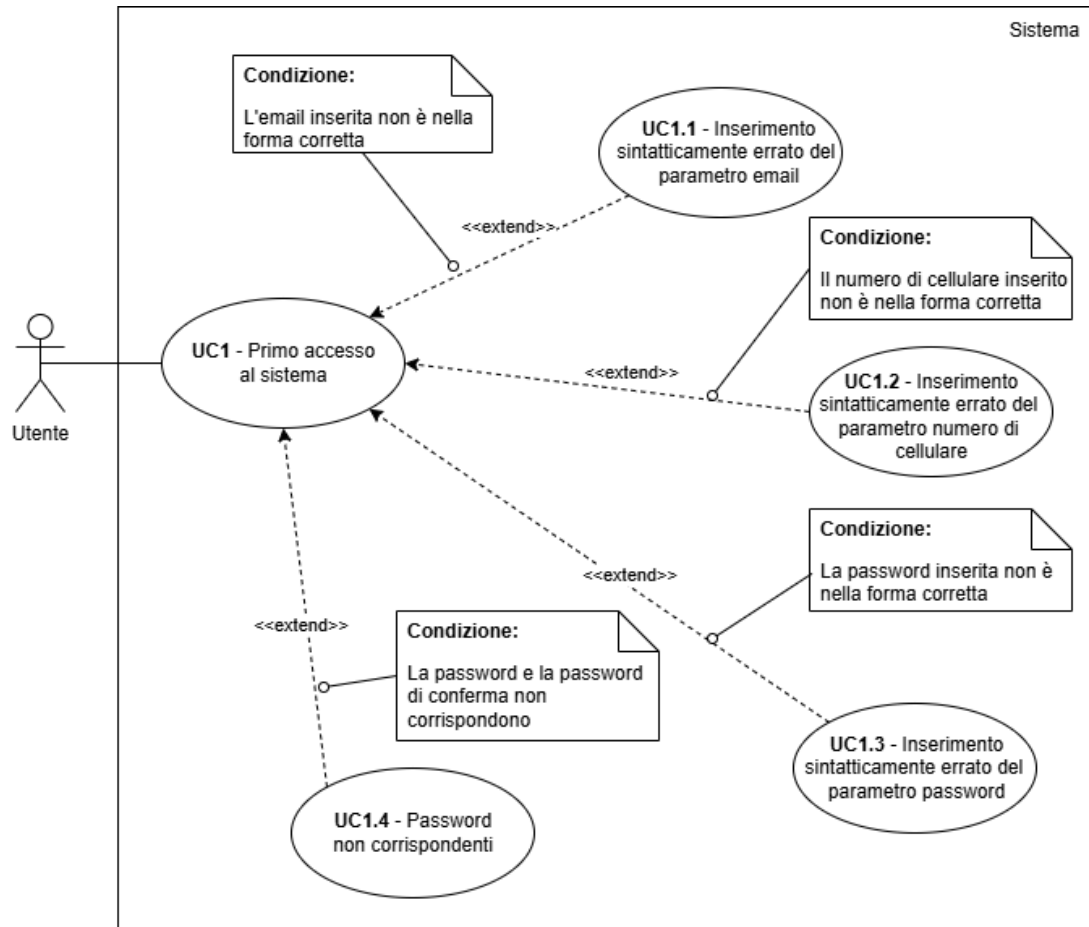 Sistema
Condizione:
L'email inserita non è nella
forma corretta
UC1.1 - Inserimento
sintatticamente errato del
parametro email
<<extend>>
Condizione:
Il numero di cellulare inserito
non è nella forma corretta
UC1 - Primo accesso
al sistema
<<extend>>
UC1.2 - Inserimento
sintatticamente errato del
parametro numero di
cellulare
Utente
Condizione:
La password inserita non è
nella forma corretta
<<extend>>
<<extend>>
Condizione:
La password e la password
di conferma non
corrispondono
UC1.3 - Inserimento
sintatticamente errato del
parametro password
UC1.4 - Password
non corrispondenti